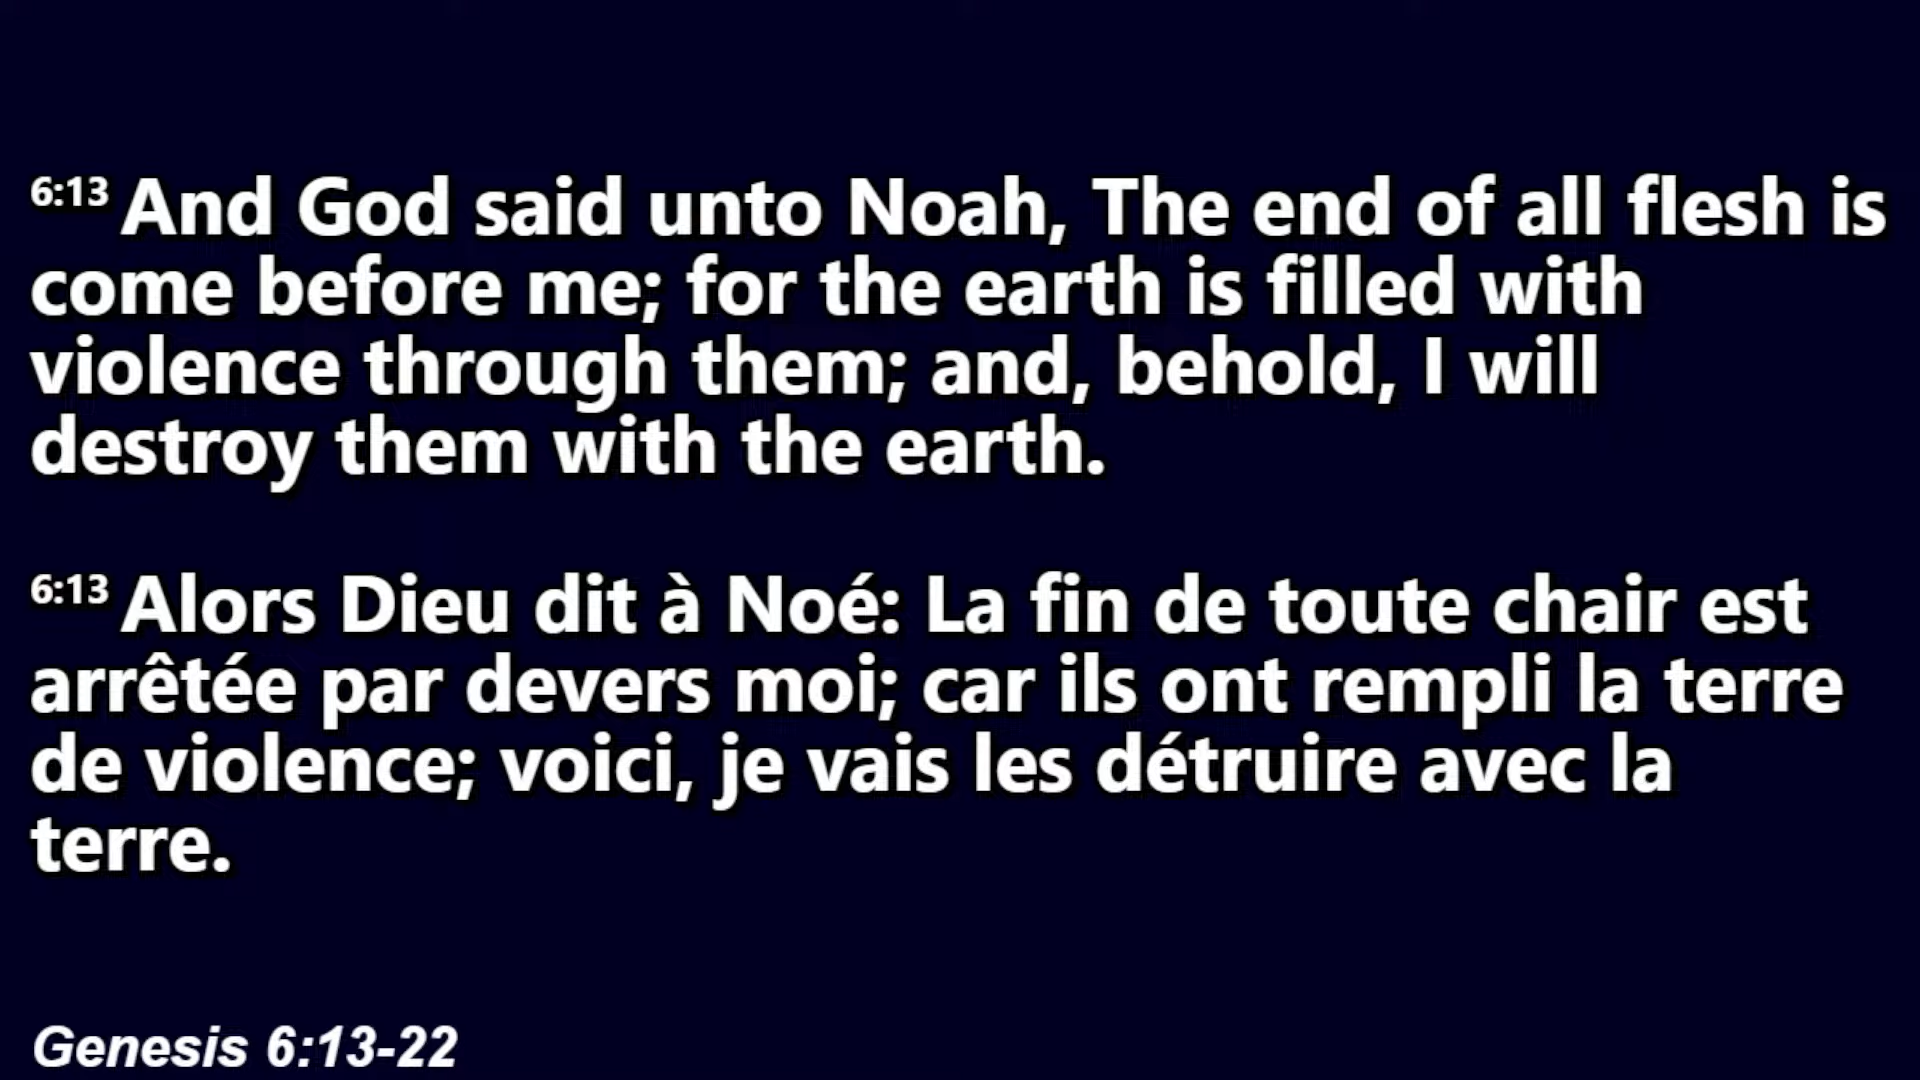 6:13 And God said unto Noah, The end of all flesh is
come before me; for the earth is filled with
violence through them; and, behold, I will
destroy them with the earth.
6:13 Alors Dieu dit à Noé: La fin de toute chair est
arrêtée par devers moi; car ils ont rempli la terre
de violence; voici, je vais les détruire avec la
terre.
Genesis 6:13-22